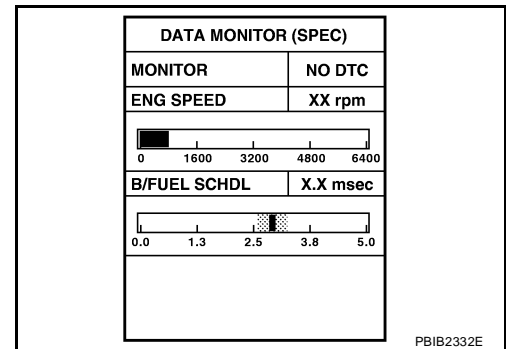 DATA MONITOR (SPEC)
MONITOR NO DTC
ENG SPEED XX rpm
0 1600 3200 4800 6400
B/FUEL SCHDL X.X msec
0.0 1.3 2.5 3.8 5.0
PBIB2332E